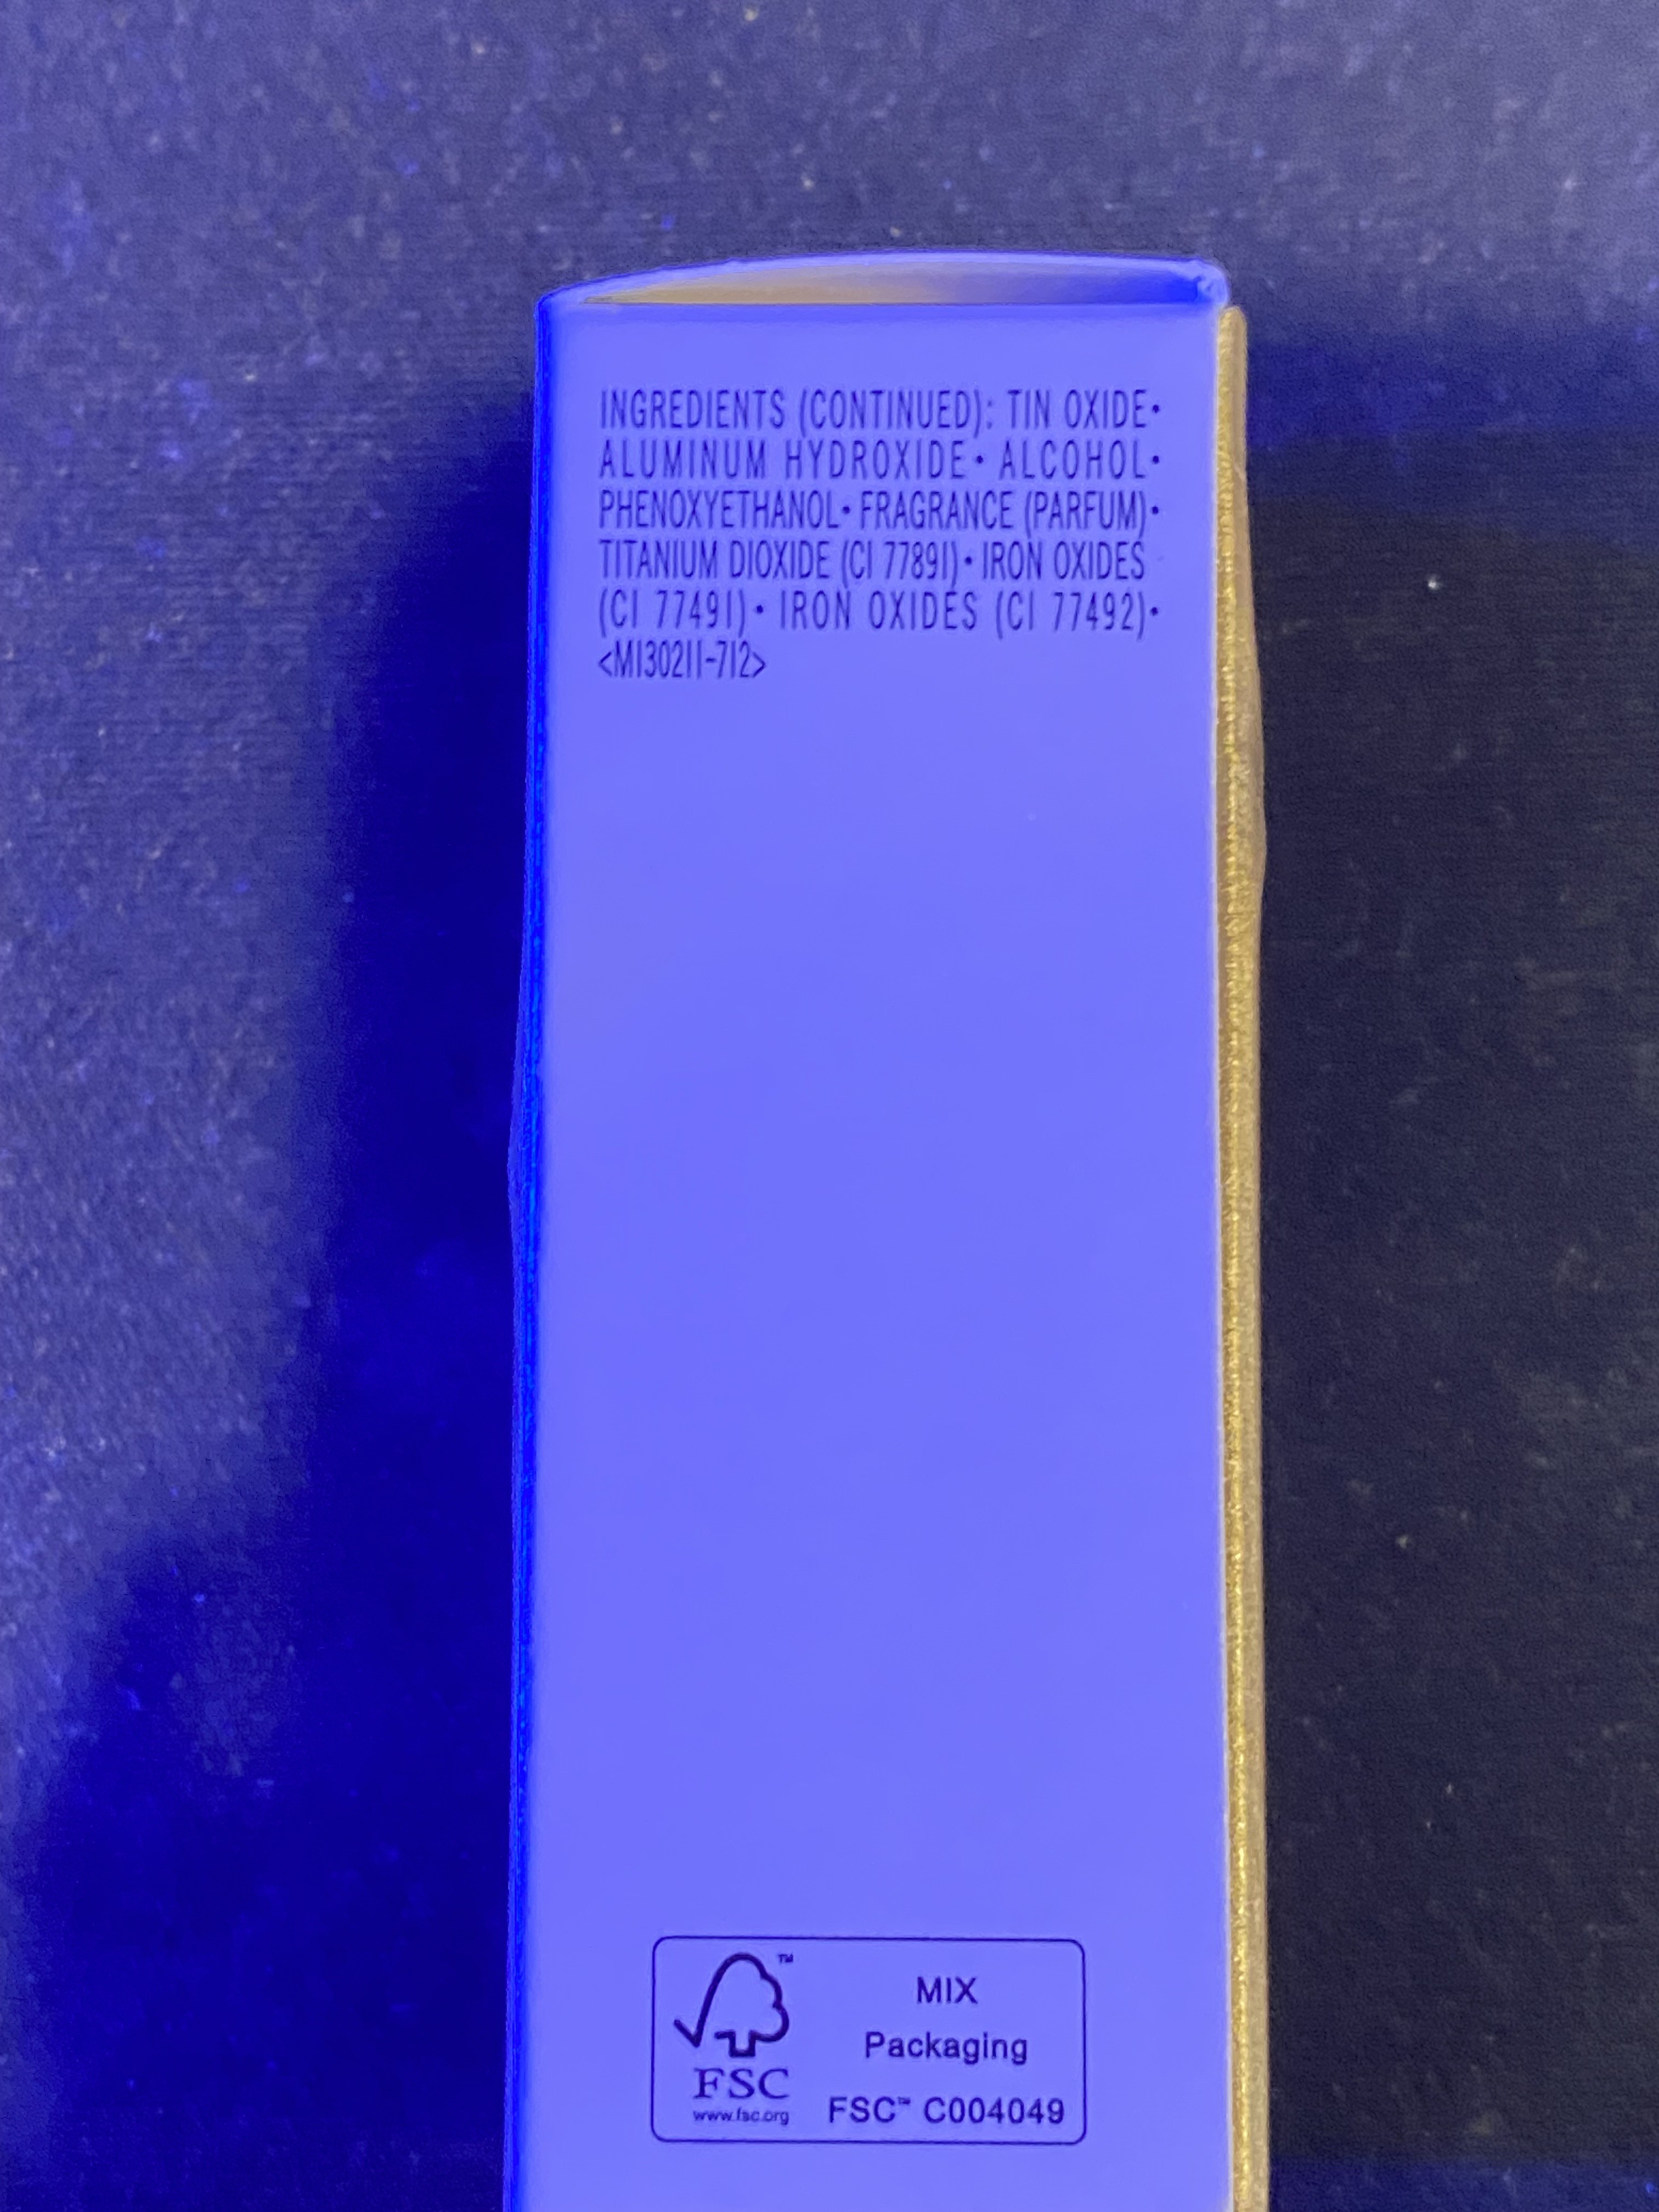 INGREDIENTS (CONTINUED): TIN OXIDE•
ALUMINUM HYDROXIDE• ALCOHOL•
PHENOXYETHANOL• FRAGRANCE (PARFUM)•
TITANIUM DIOXIDE (CI 77891)• IRON OXIDES
(CI 77491)• IRON OXIDES (CI 77492)•
<MI30211-712>
™
MIX
Packaging
FSC
www.fsc.org
FSC™ C004049